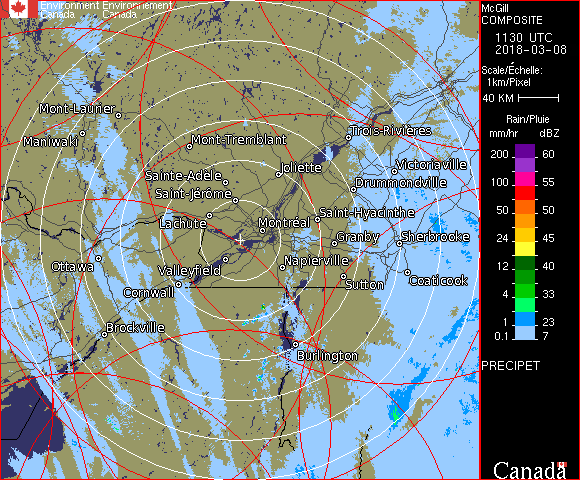 Environment Environnement
Canada Canada
McGill
COMPOSITE
1130 UTC
2018-03-08
Scale/Échelle:
1km/Pixel
40 KM
Rain/Pluie
mm/hr dBZ
200 60
100 55
50 50
24 45
12 40
4 33
1 23
0.1 7
PRECIPET
Canada
Mont-Laurier
Maniwaki
Mont-Tremblant
Trois-Rivières
Joliette
Victoriaville
Sainte-Adèle
Drummondville
Saint-Jérôme
Saint-Hyacinthe
Lachute
Montréal
Granby
Sherbrooke
Ottawa
Valleyfield
Napierville
Sutton
Coaticook
Cornwall
Brockville
Burlington